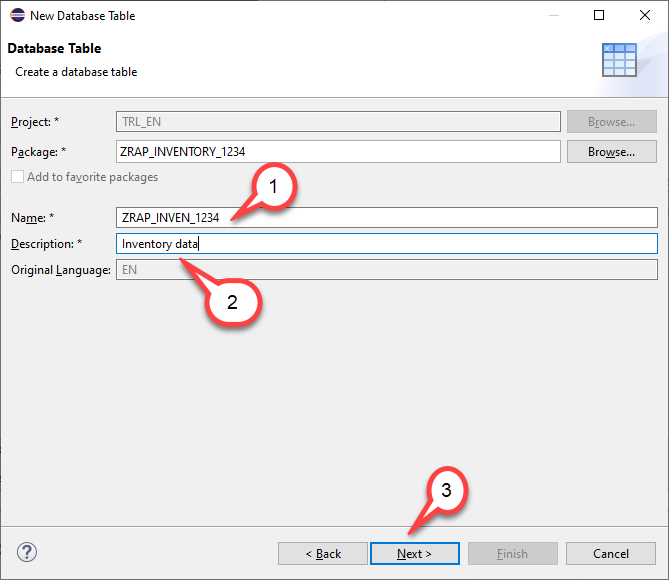 New Database Table
Database Table
Create a database table
Project: * TRL_EN Browse...
Package: * ZRAP_INVENTORY_1234 Browse...
Add to favorite packages
1
Name: * ZRAP_INVEN_1234
Description: * Inventory data
Original Language: EN
2
3
? < Back Next > Finish Cancel